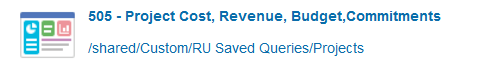 505 - Project Cost, Revenue, Budget,Commitments
/shared/Custom/RU Saved Queries/Projects